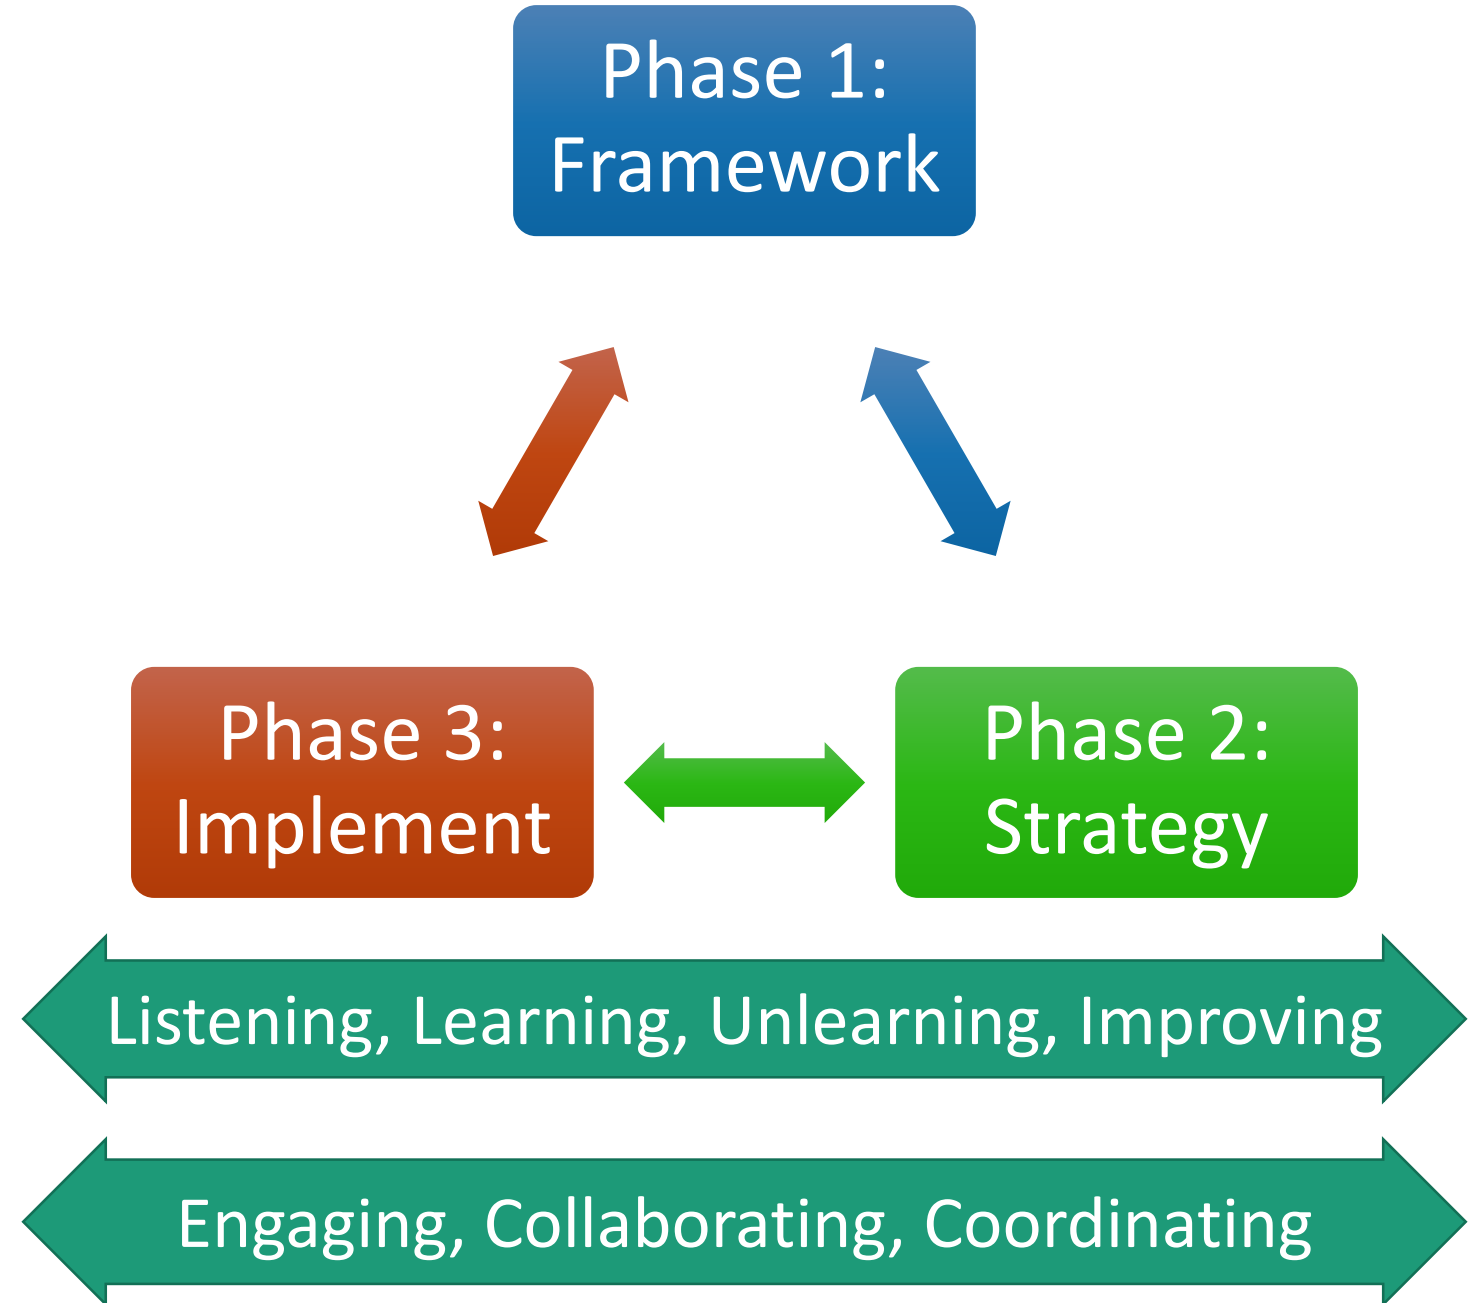 Phase 1:
Framework
Phase 3:
Implement
Phase 2:
Strategy
Listening, Learning, Unlearning, Improving
Engaging, Collaborating, Coordinating